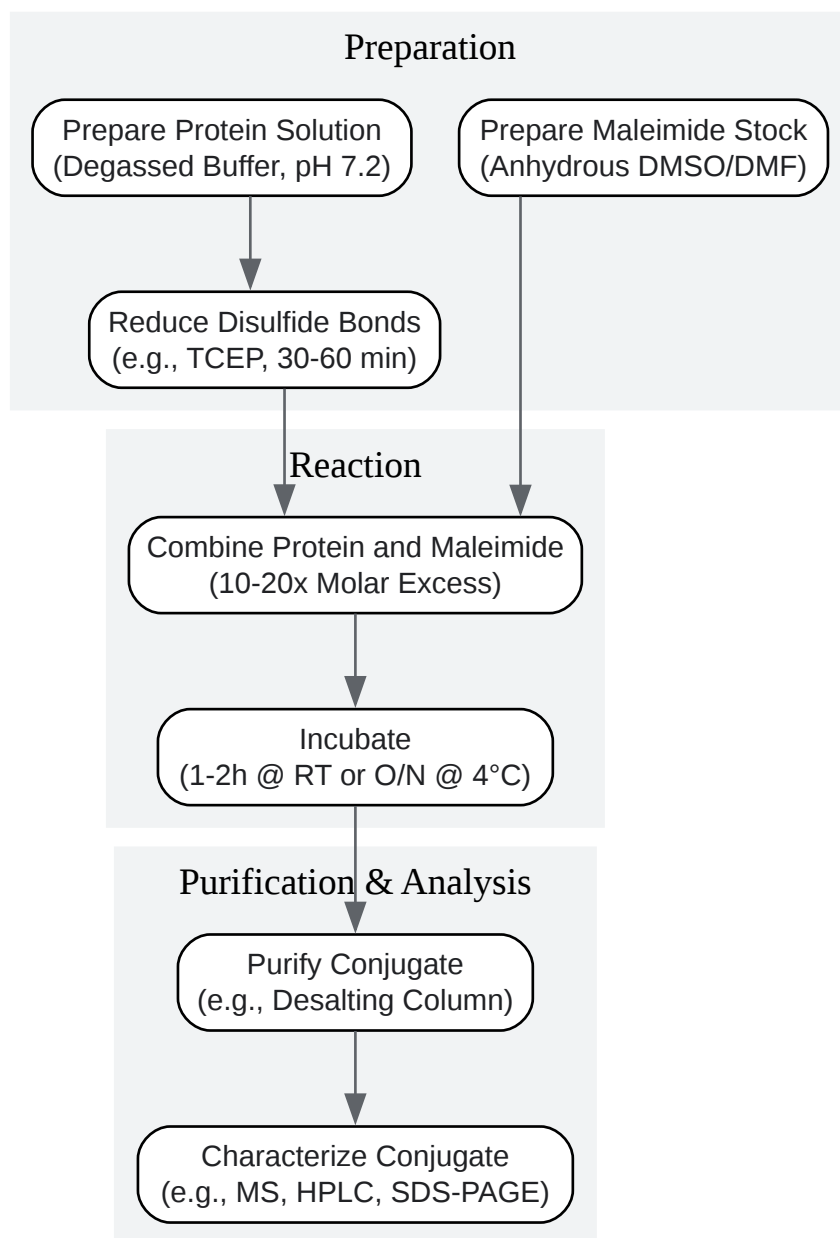 Preparation
Prepare Protein Solution
(Degassed Buffer, pH 7.2)
Prepare Maleimide Stock
(Anhydrous DMSO/DMF)
Reduce Disulfide Bonds
(e.g., TCEP, 30-60 min)
Reaction
Combine Protein and Maleimide
(10-20x Molar Excess)
Incubate
(1-2h @ RT or O/N @ 4°C)
Purification & Analysis
Purify Conjugate
(e.g., Desalting Column)
Characterize Conjugate
(e.g., MS, HPLC, SDS-PAGE)